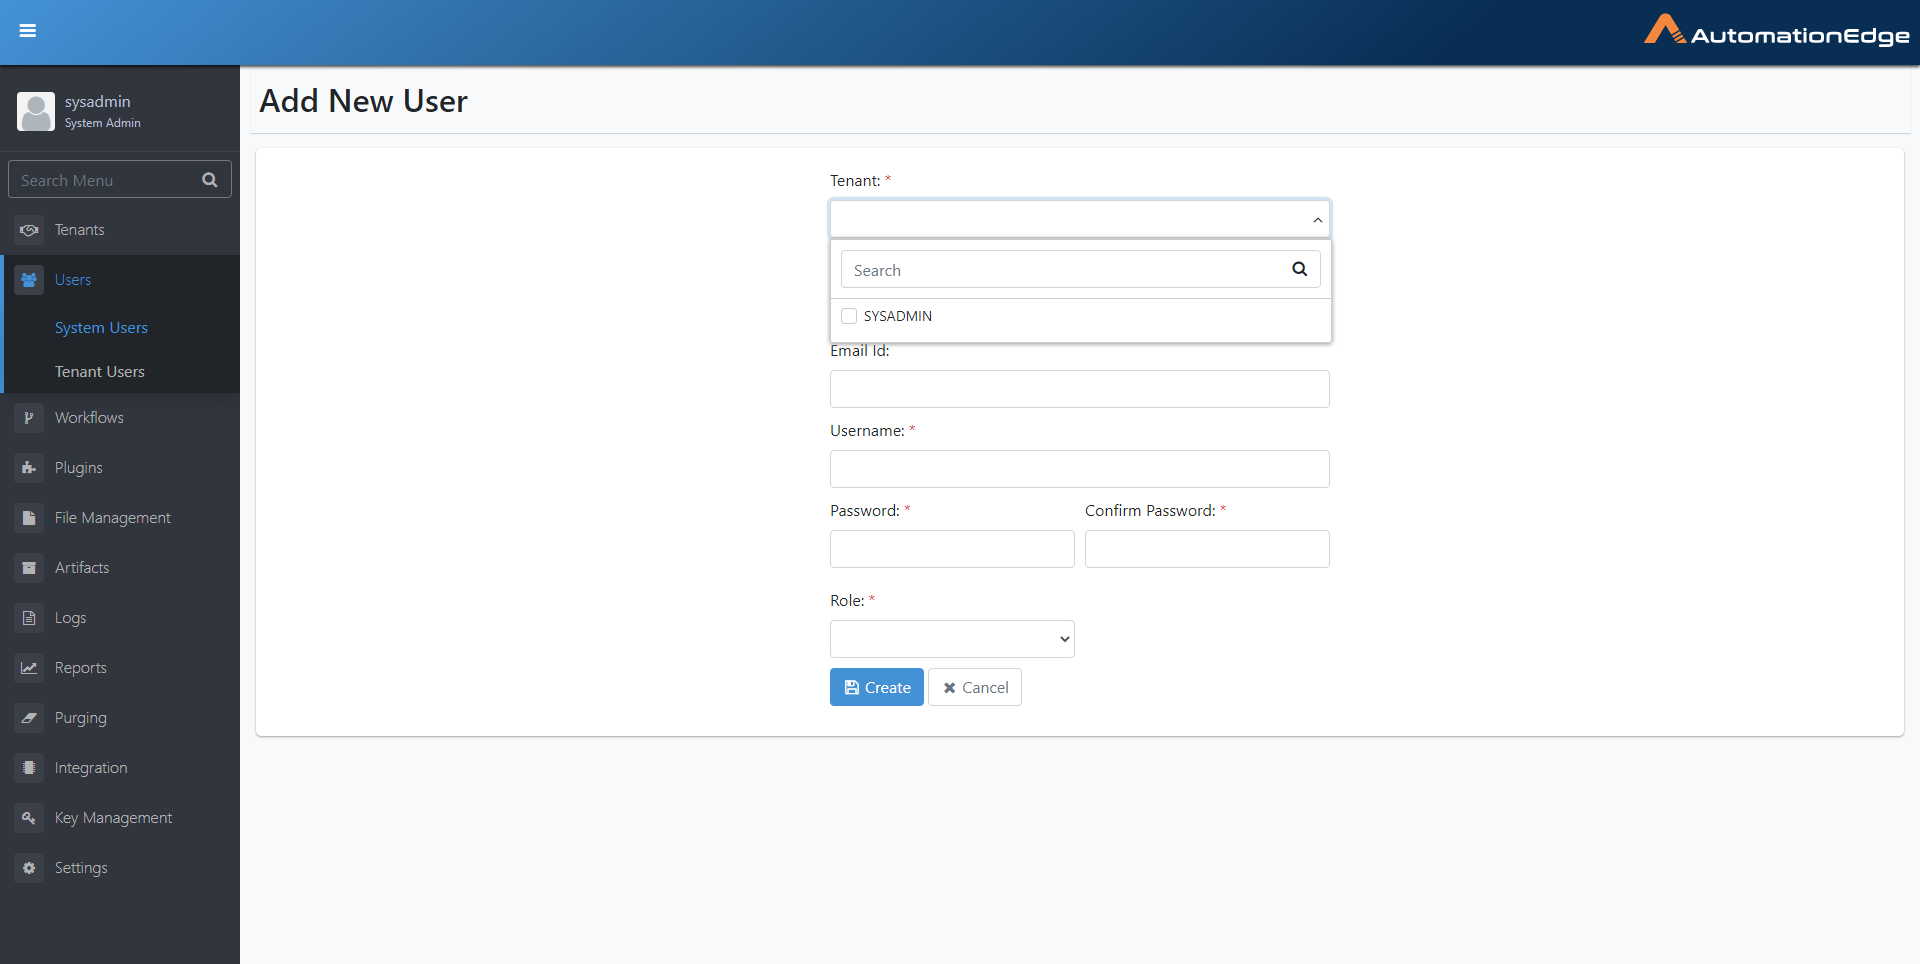 AutomationEdge
sysadmin
System Admin
Search Menu
Tenants
Users
System Users
Tenant Users
Workflows
Plugins
File Management
Artifacts
Logs
Reports
Purging
Integration
Key Management
Settings
Add New User
Tenant: *
Search
SYSADMIN
Email Id:
Username: *
Password: *
Confirm Password: *
Role: *
Create
Cancel